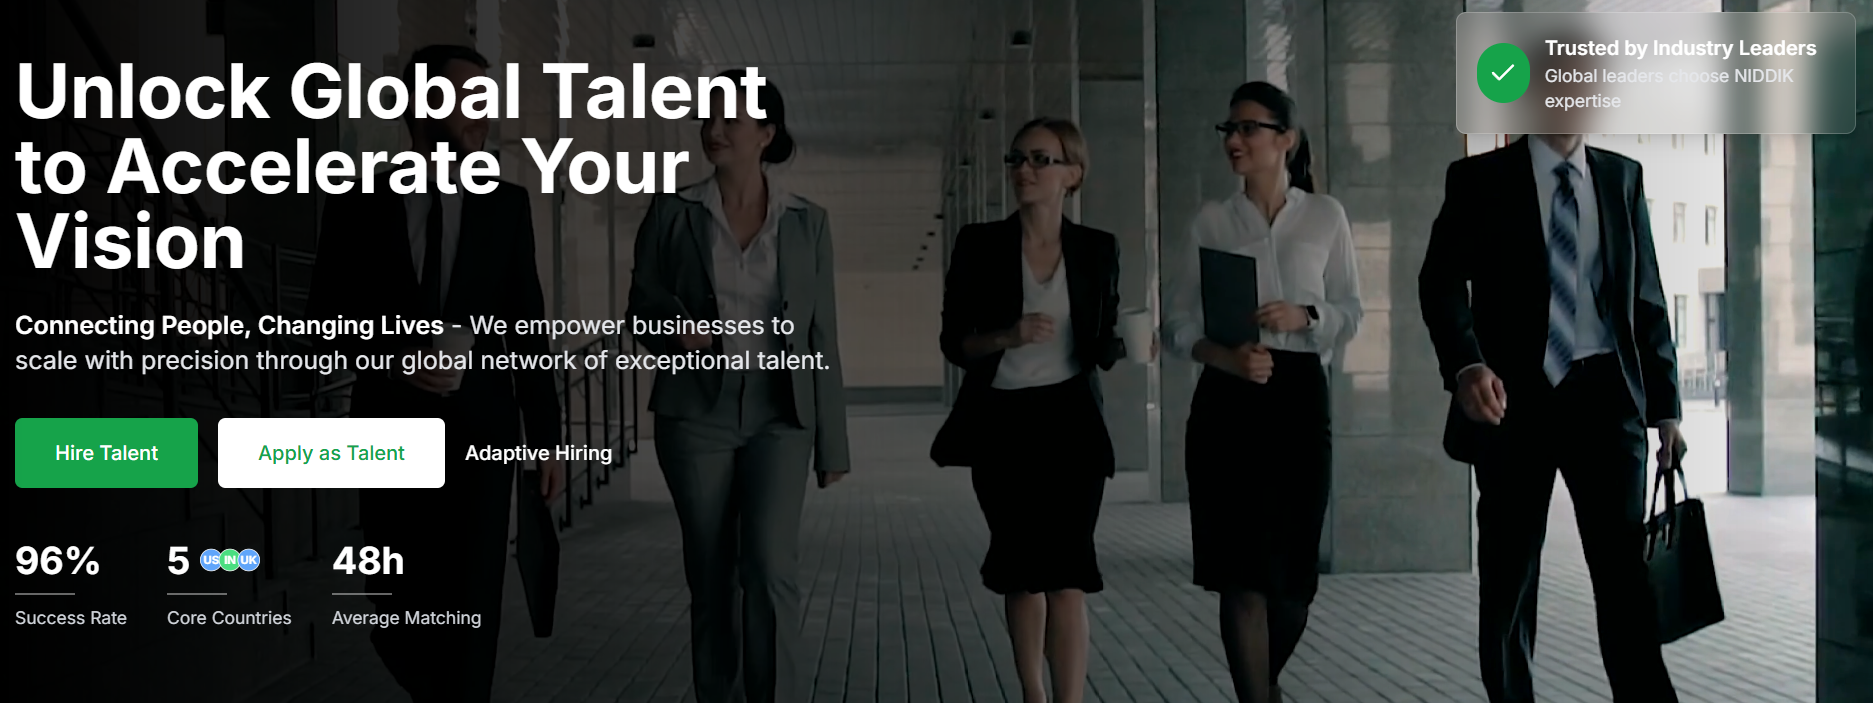 Unlock Global Talent
to Accelerate Your
Vision
Connecting People, Changing Lives - We empower businesses to
scale with precision through our global network of exceptional talent.
Hire Talent
Apply as Talent
Adaptive Hiring
96%
Success Rate
5 US IN UK
Core Countries
48h
Average Matching
Trusted by Industry Leaders
Global leaders choose NIDDIK
expertise